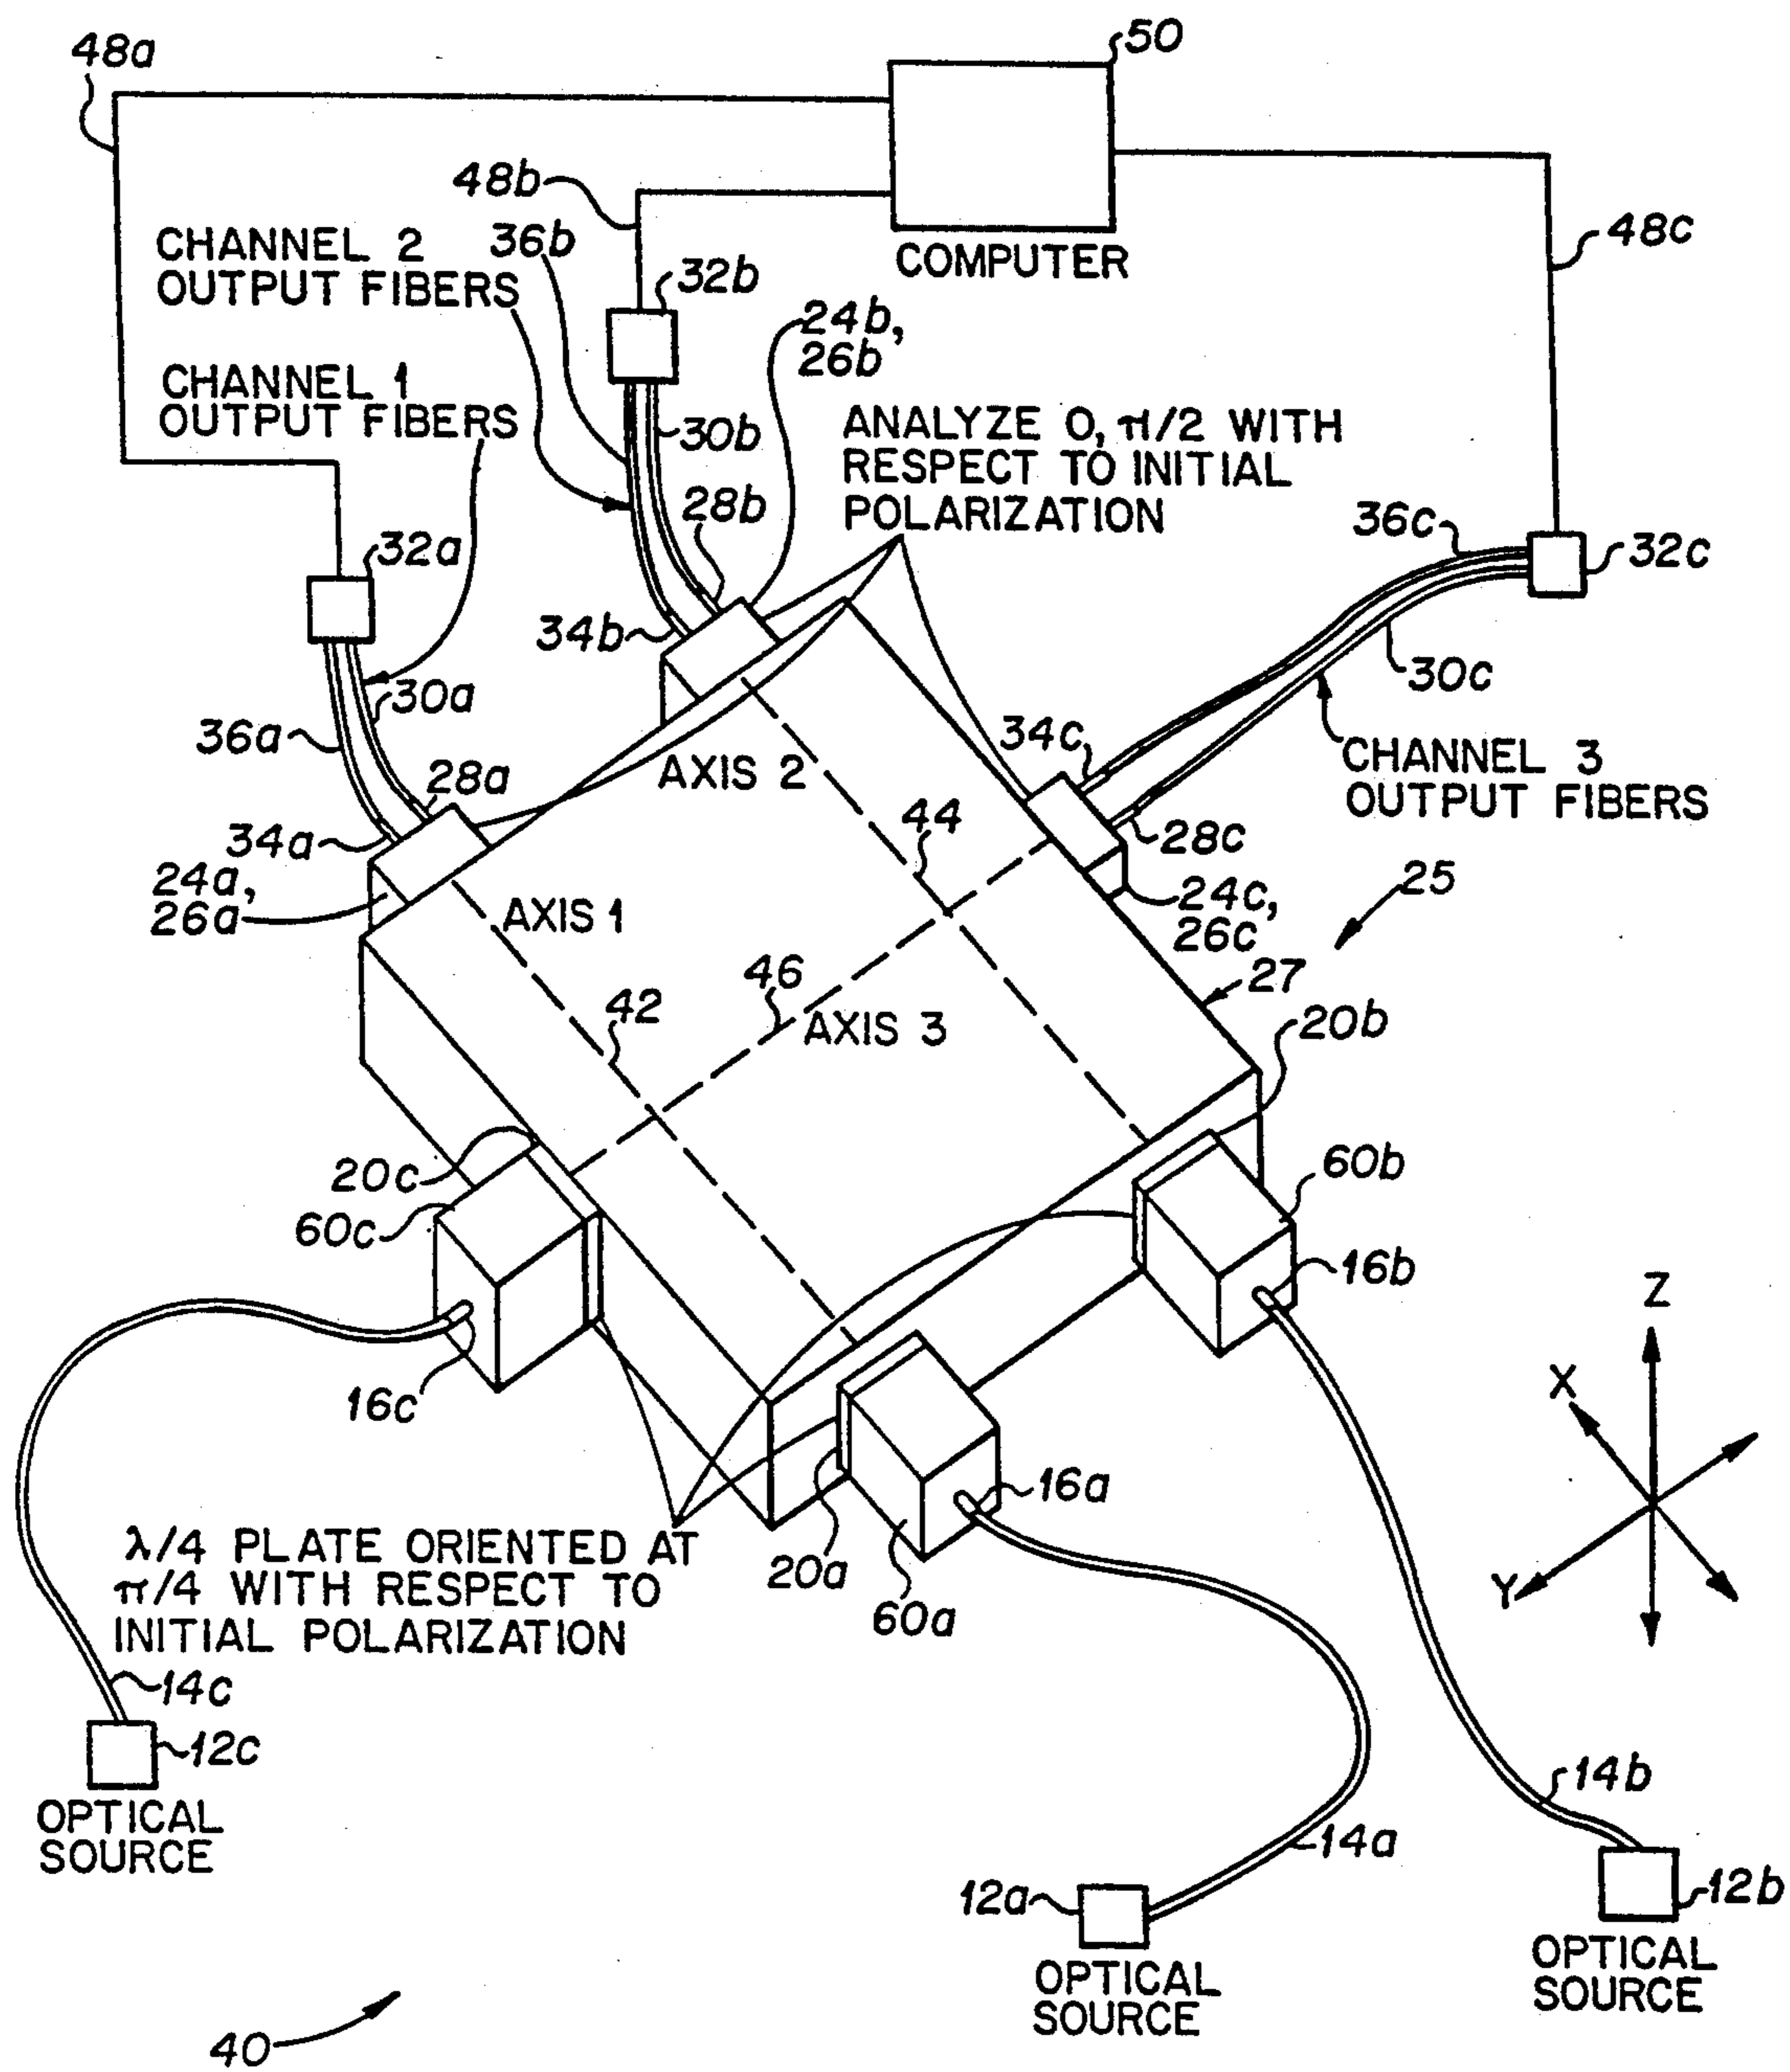 50
48a
48b
COMPUTER
48c
CHANNEL 2
OUTPUT FIBERS
36b
32b
24b,
26b
CHANNEL 1
OUTPUT FIBERS
30b
28b
ANALYZE 0, π/2 WITH
RESPECT TO INITIAL
POLARIZATION
36c
32c
32a
34b
30c
30a
36a
28a
34a
24a,
26a
AXIS 2
34c
CHANNEL 3
OUTPUT FIBERS
44
28c
24c,
26c
25
AXIS 1
46
27
42
AXIS 3
20b
20c
60c
60b
16b
16c
Z
X
Y
16a
20a
60a
λ/4 PLATE ORIENTED AT
π/4 WITH RESPECT TO
INITIAL POLARIZATION
14c
12c
OPTICAL
SOURCE
14b
14a
12a
OPTICAL
SOURCE
12b
OPTICAL
SOURCE
40